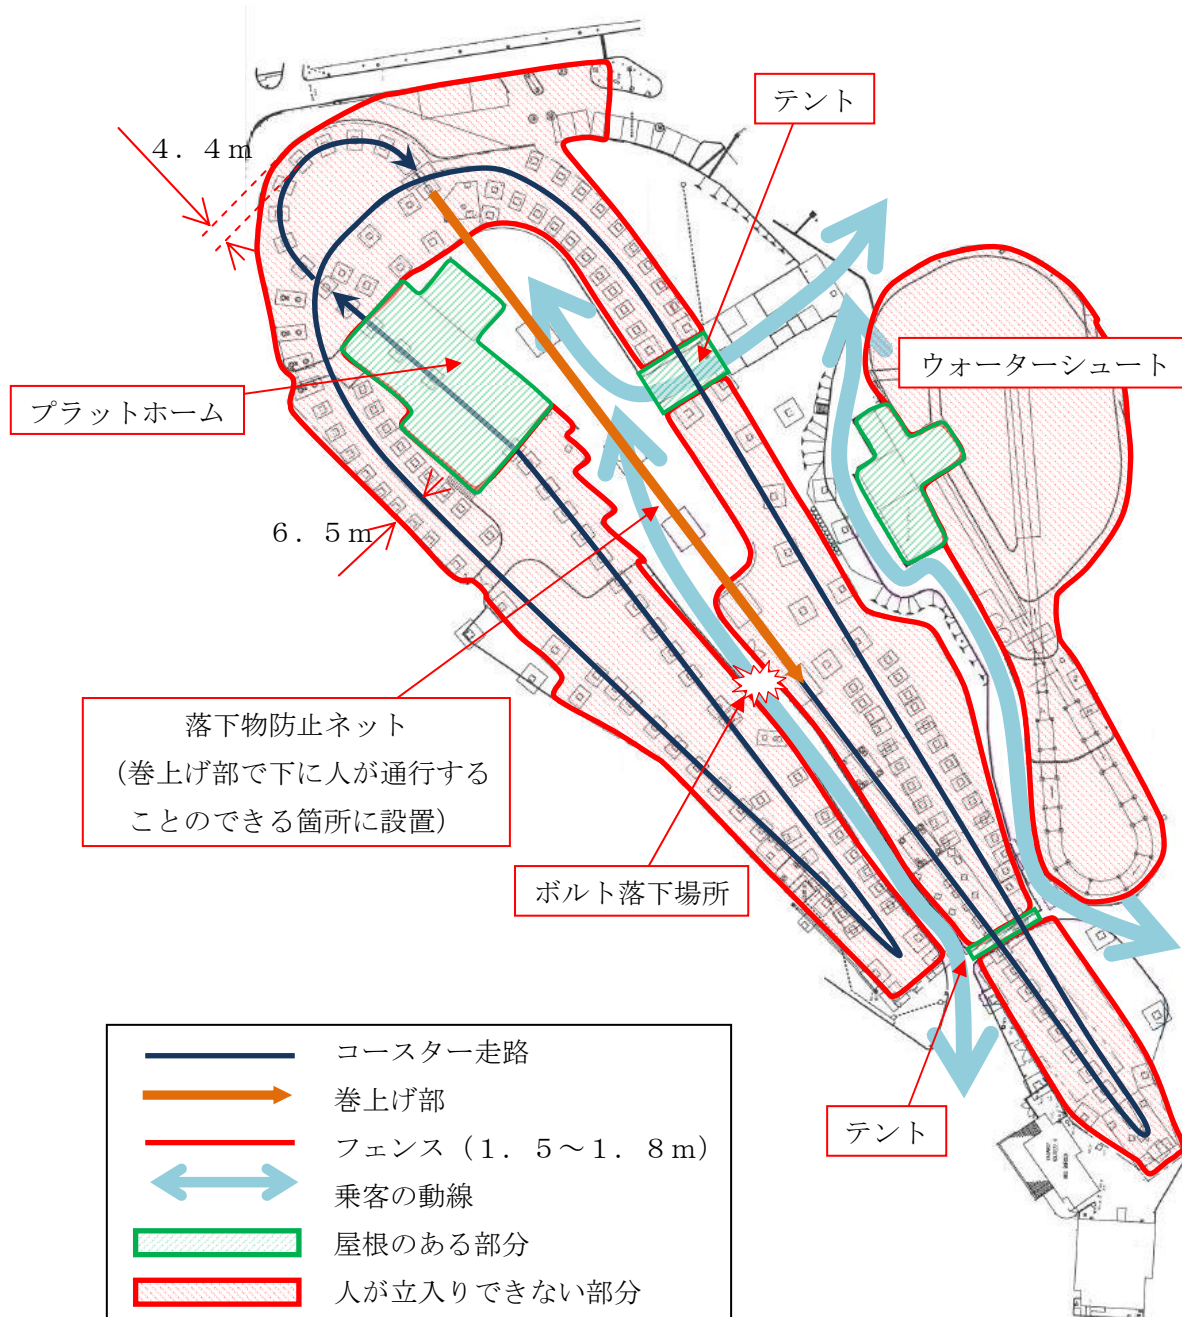 テント
４．４ｍ
ウォーターシュート
プラットホーム
６．５ｍ
落下物防止ネット
（巻上げ部で下に人が通行する
ことのできる箇所に設置）
ボルト落下場所
テント
コースター走路
巻上げ部
フェンス（１．５～１．８ｍ）
乗客の動線
屋根のある部分
人が立入りできない部分